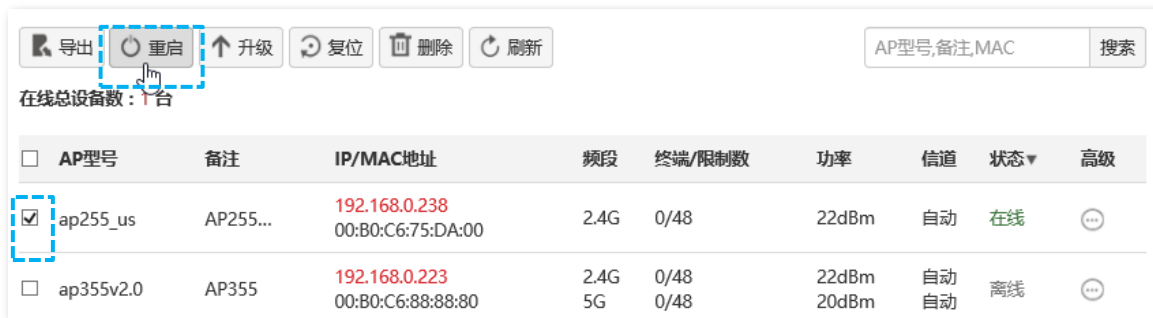 导出 重启 升级 复位 删除 刷新 AP型号,备注,MAC 搜索
在线总设备数：1台
AP型号 备注 IP/MAC地址 频段 终端/限制数 功率 信道 状态▾ 高级
ap255_us AP255... 192.168.0.238 2.4G 0/48 22dBm 自动 在线
00:B0:C6:75:DA:00
ap355v2.0 AP355 192.168.0.223 2.4G 0/48 22dBm 自动 离线
00:B0:C6:88:88:80 5G 0/48 20dBm 自动